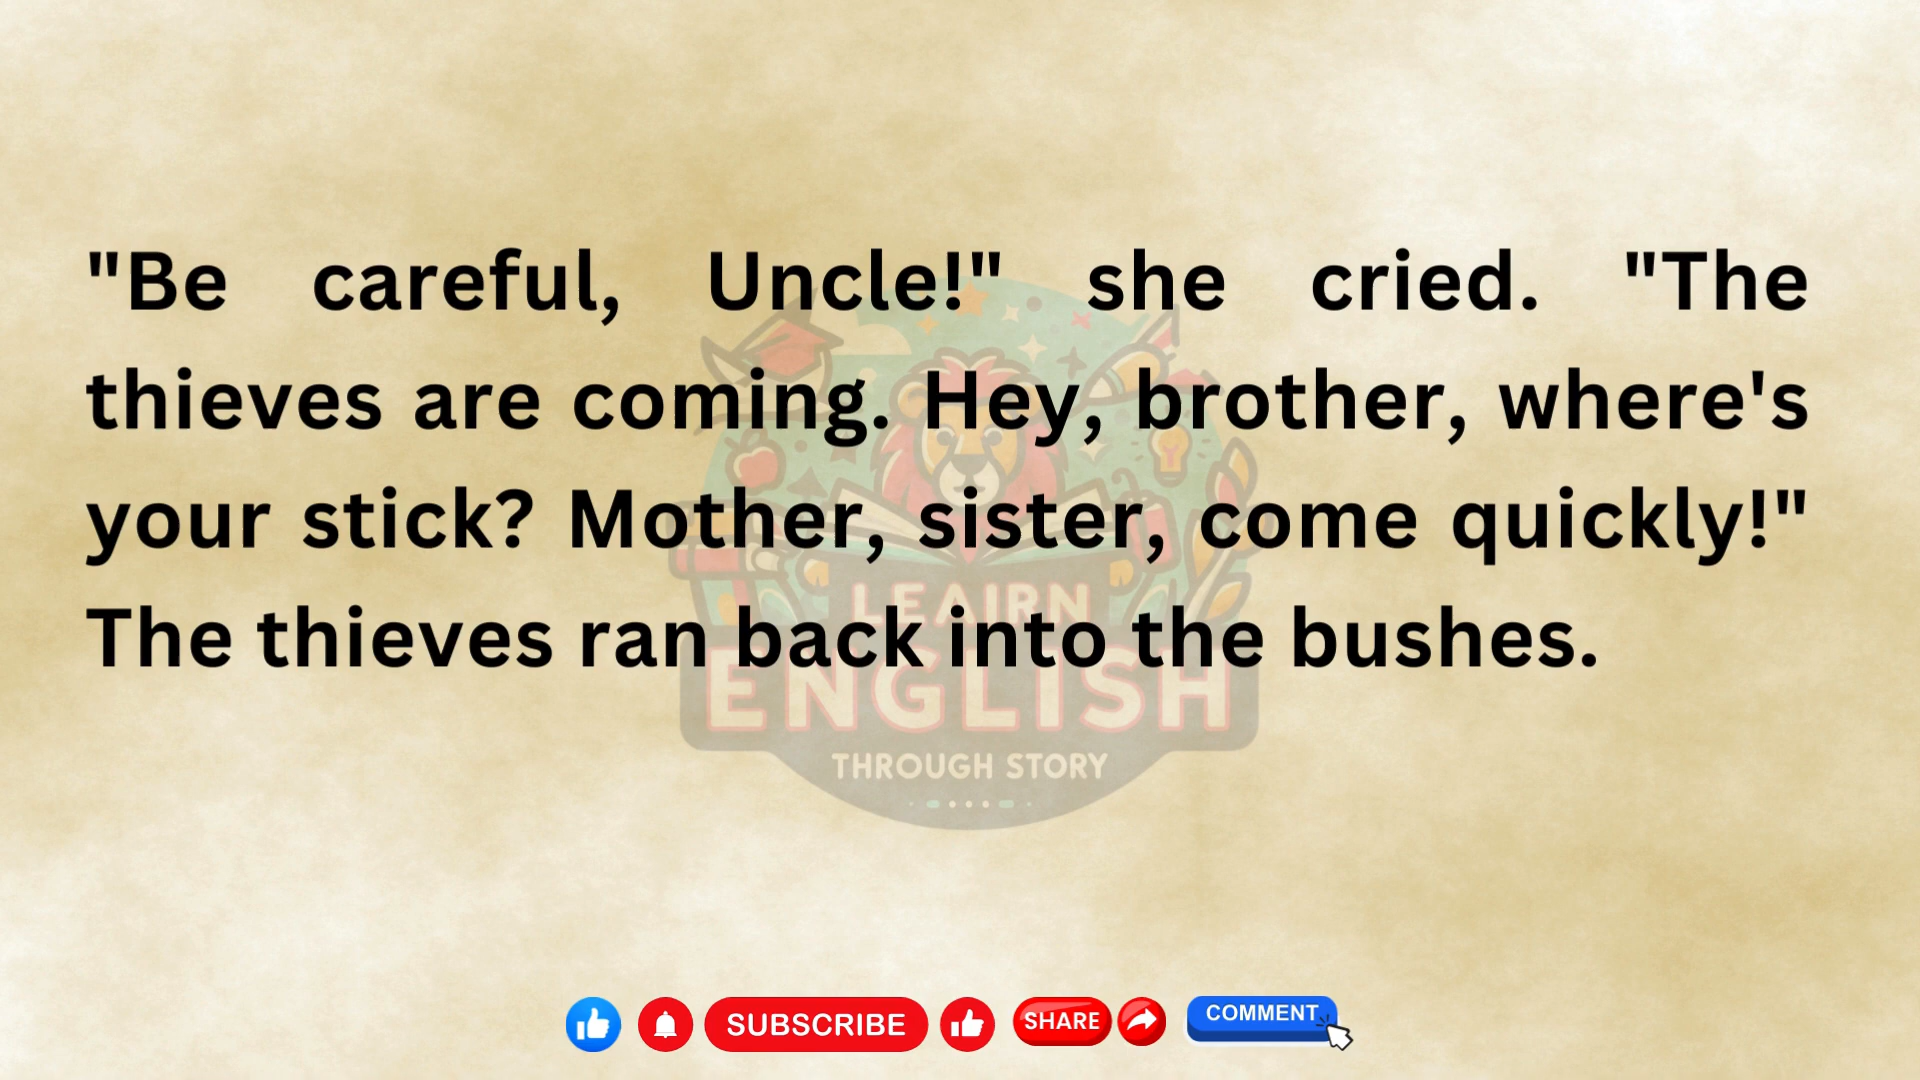 "Be careful, Uncle!" she cried. "The
thieves are coming. Hey, brother, where's
your stick? Mother, sister, come quickly!"
The thieves ran back into the bushes.
LEAIRN
ENGLISH
THROUGH STORY
SUBSCRIBE
SHARE
COMMENT